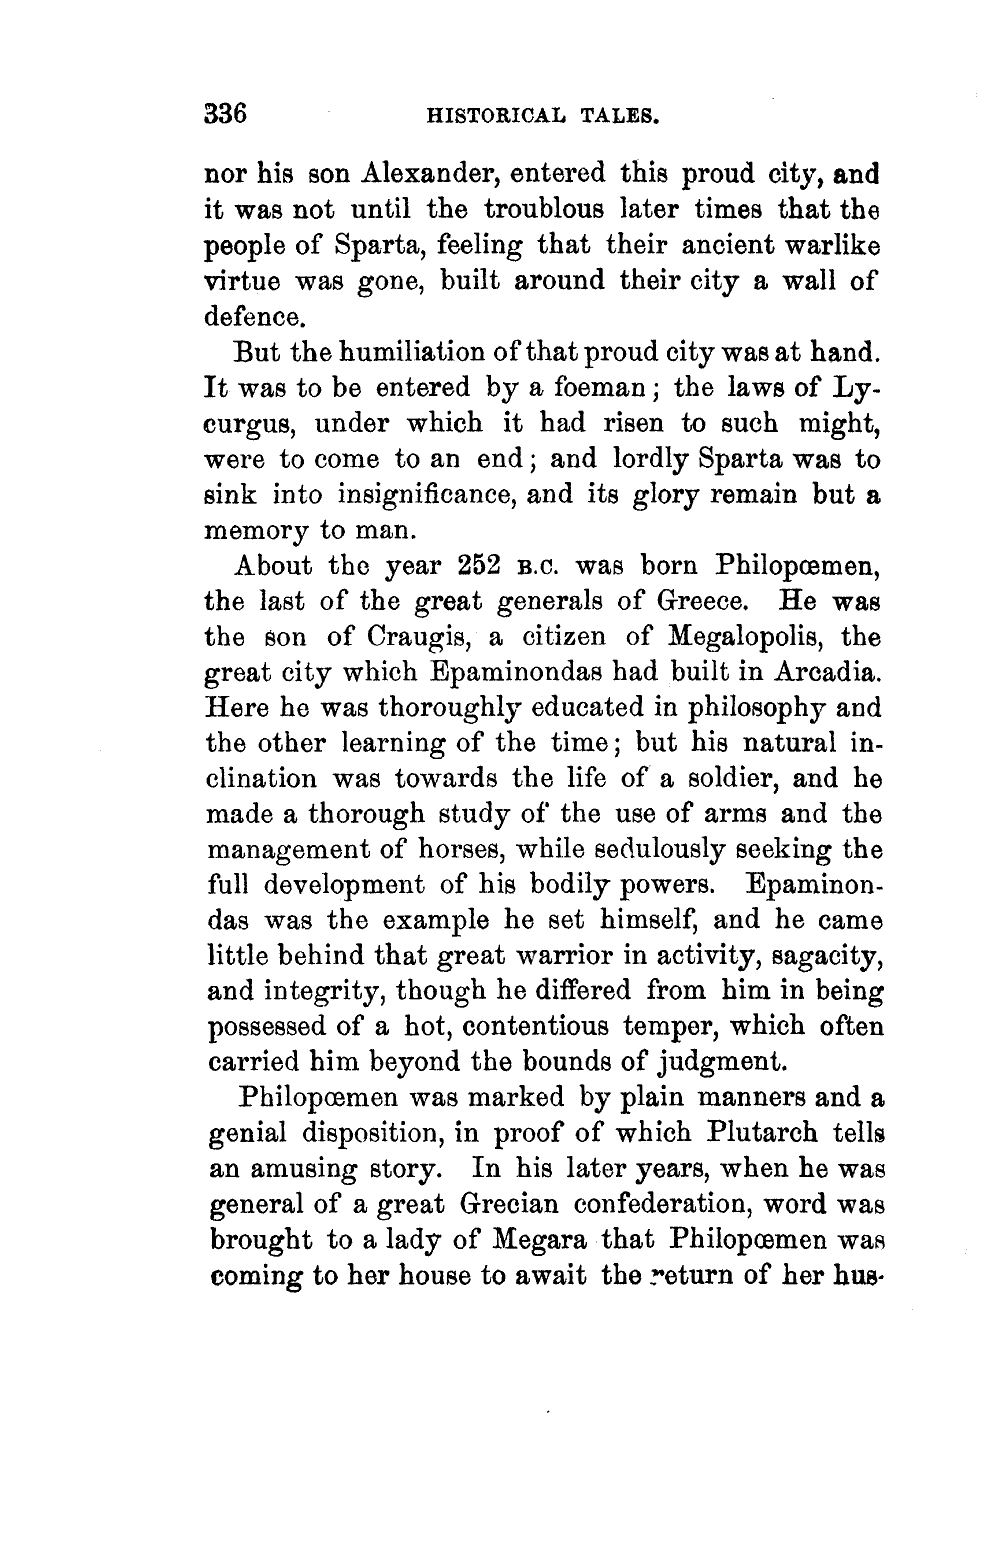 336 HISTORICAL TALES.
nor his son Alexander, entered this proud city, and
it was not until the troublous later times that the
people of Sparta, feeling that their ancient warlike
virtue was gone, built around their city a wall of
defence.
But the humiliation of that proud city was at hand.
It was to be entered by a foeman; the laws of Ly-
curgus, under which it had risen to such might,
were to come to an end; and lordly Sparta was to
sink into insignificance, and its glory remain but a
memory to man.
About the year 252 B.C. was born Philopœmen,
the last of the great generals of Greece. He was
the son of Craugis, a citizen of Megalopolis, the
great city which Epaminondas had built in Arcadia.
Here he was thoroughly educated in philosophy and
the other learning of the time; but his natural in-
clination was towards the life of a soldier, and he
made a thorough study of the use of arms and the
management of horses, while sedulously seeking the
full development of his bodily powers. Epaminon-
das was the example he set himself, and he came
little behind that great warrior in activity, sagacity,
and integrity, though he differed from him in being
possessed of a hot, contentious temper, which often
carried him beyond the bounds of judgment.
Philopœmen was marked by plain manners and a
genial disposition, in proof of which Plutarch tells
an amusing story. In his later years, when he was
general of a great Grecian confederation, word was
brought to a lady of Megara that Philopœmen was
coming to her house to await the return of her hus-